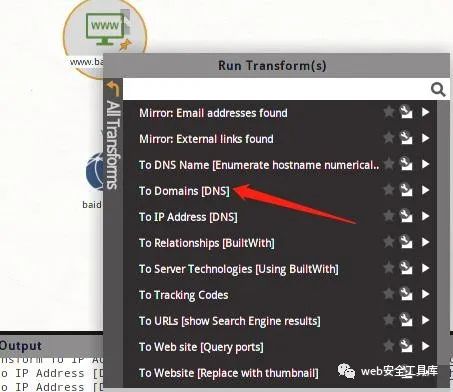 WWW
www.ba
Run Transform(s)
All Transforms
Mirror: Email addresses found
Mirror: External links found
To DNS Name [Enumerate hostname numerical..
To Domains [DNS]
To IP Address [DNS]
To Relationships [BuiltWith]
To Server Technologies [Using BuiltWith]
To Tracking Codes
To URLs [show Search Engine results]
To Web site [Query ports]
To Website [Replace with thumbnail]
baid
Output
To IP A
o IP Address [D
o IP Address [D
web安全工具库